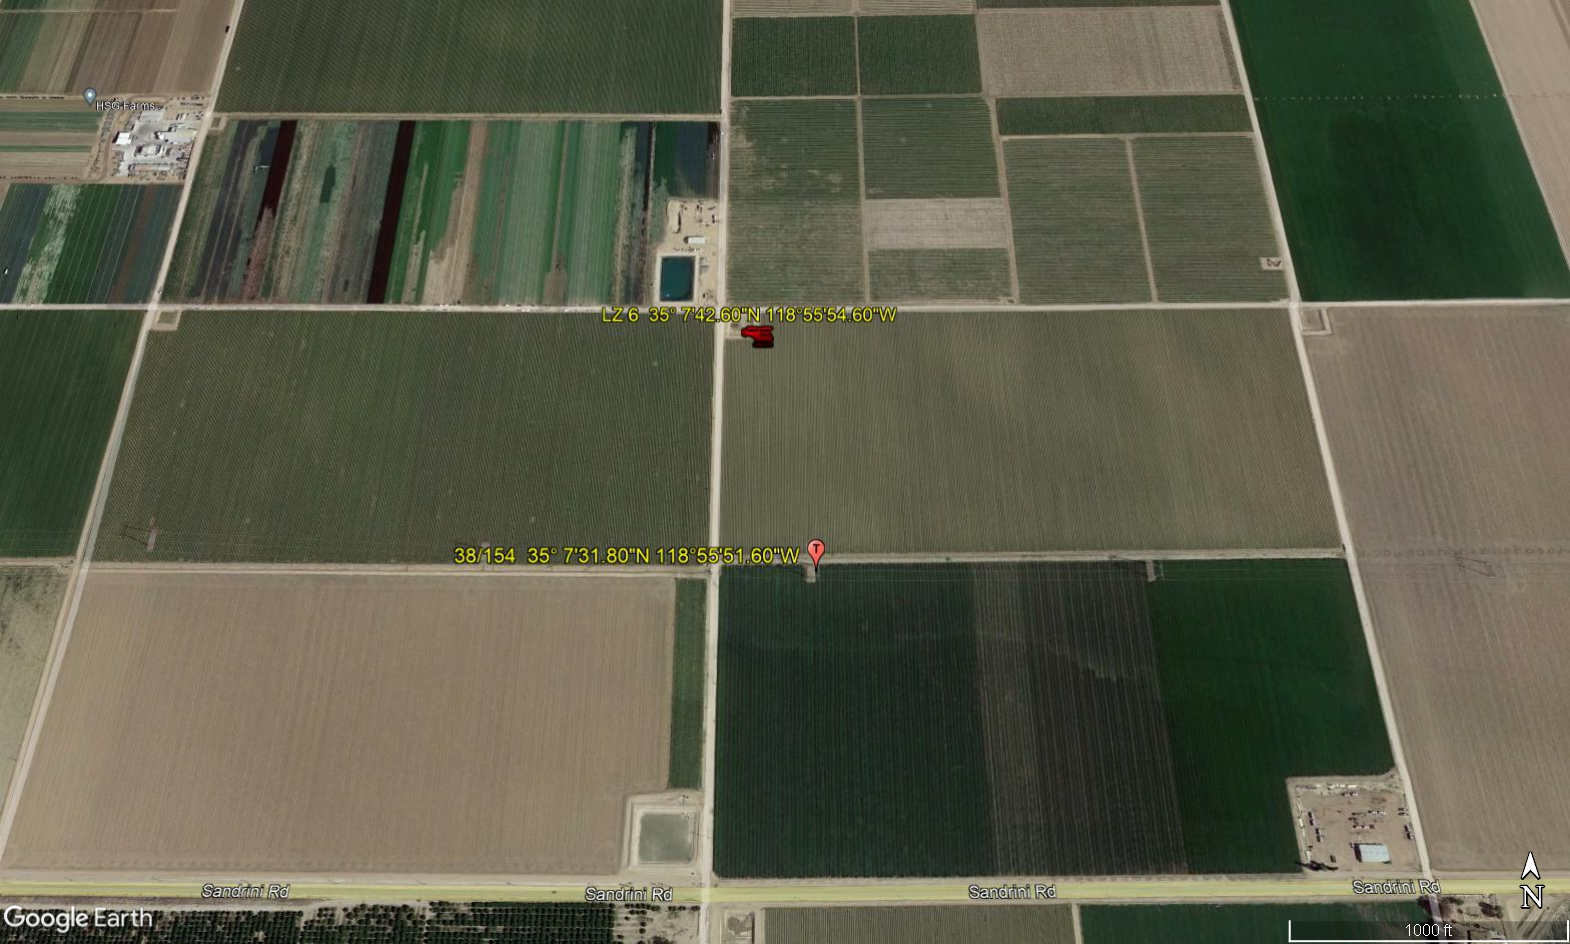 HSG Farms
LZ 6  35° 7'42.60"N 118°55'54.60"W
38/154  35° 7'31.80"N 118°55'51.60"W
T
Sandrini Rd
Sandrini Rd
Sandrini Rd
Sandrini Rd
N
Google Earth
1000 ft